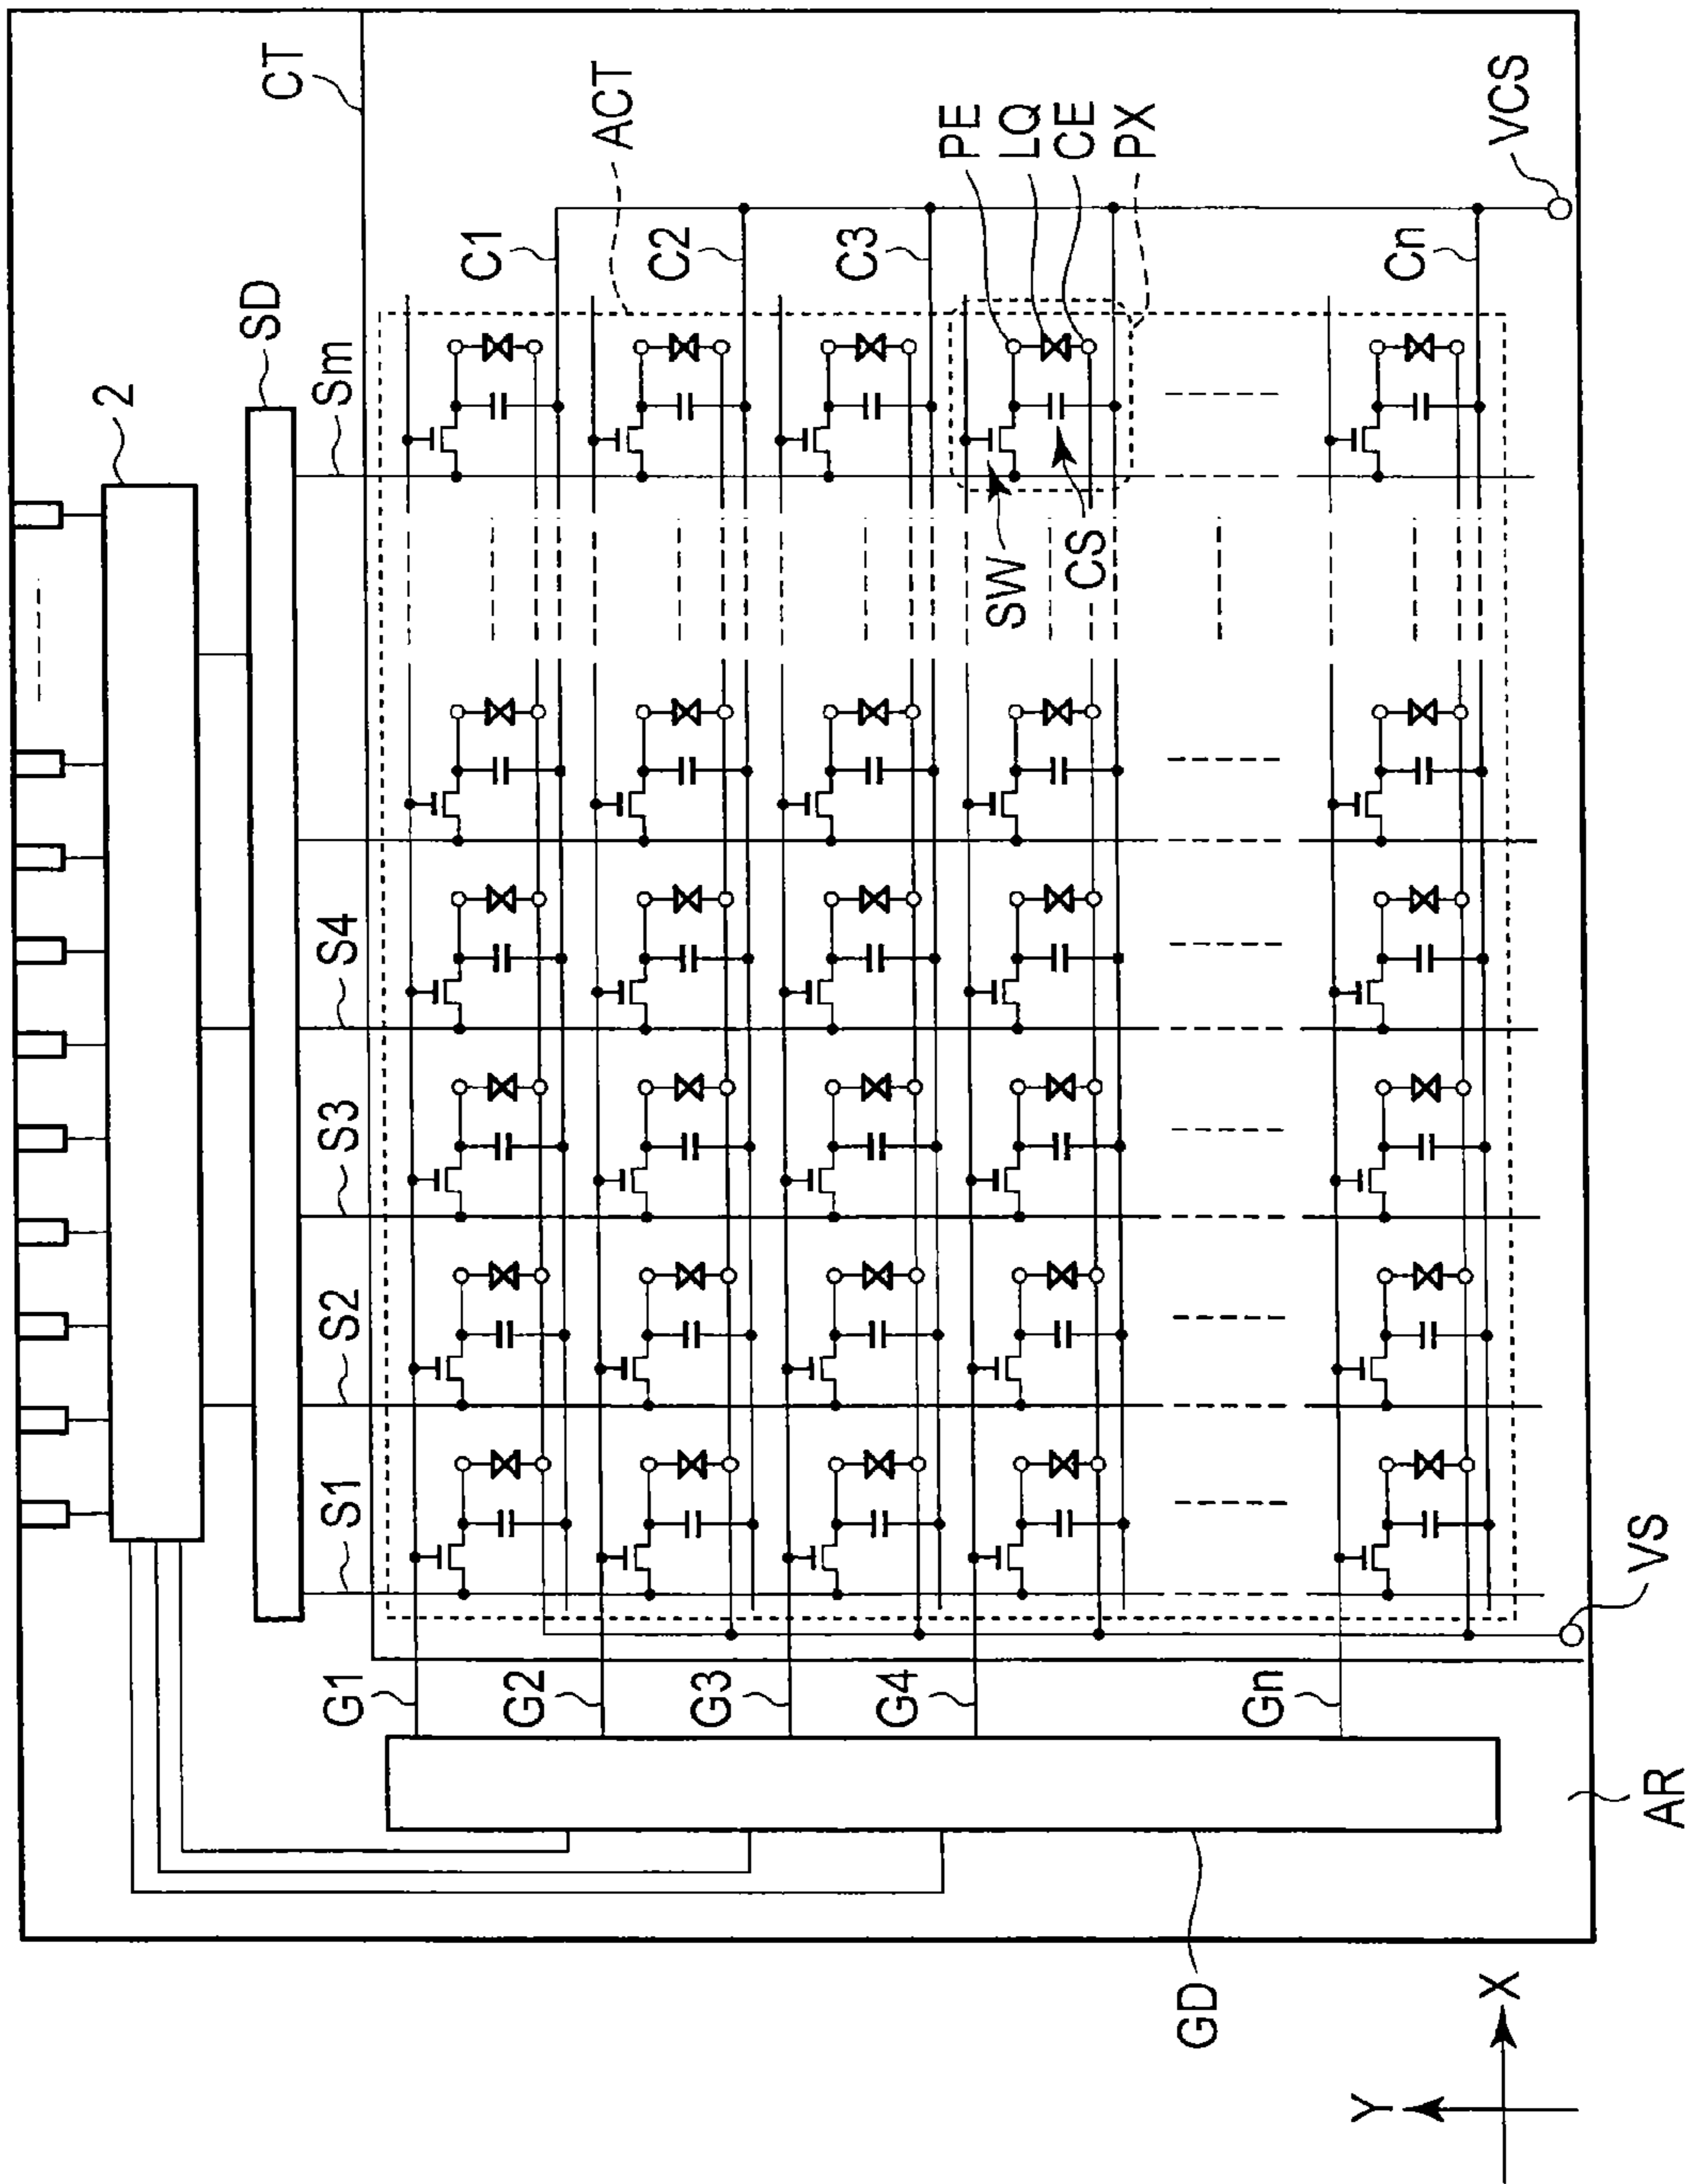 2
SD
CT
Sm
S4
S3
S2
S1
ACT
C1
C2
C3
Cn
PE
LQ
CE
PX
SW
CS
VCS
VS
G1
G2
G3
G4
Gn
GD
AR
Y
X